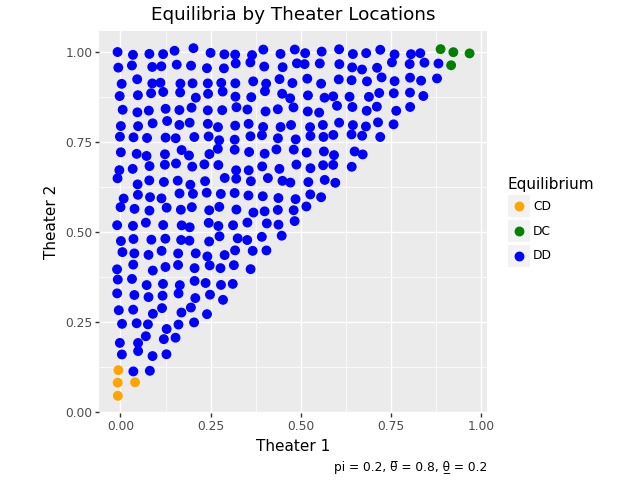 Equilibria by Theater Locations
1.00
0.75
0.50
0.25
0.00
Theater 2
0.00 0.25 0.50 0.75 1.00
Theater 1
Equilibrium
CD
DC
DD
pi = 0.2, θ̅ = 0.8, θ̲ = 0.2